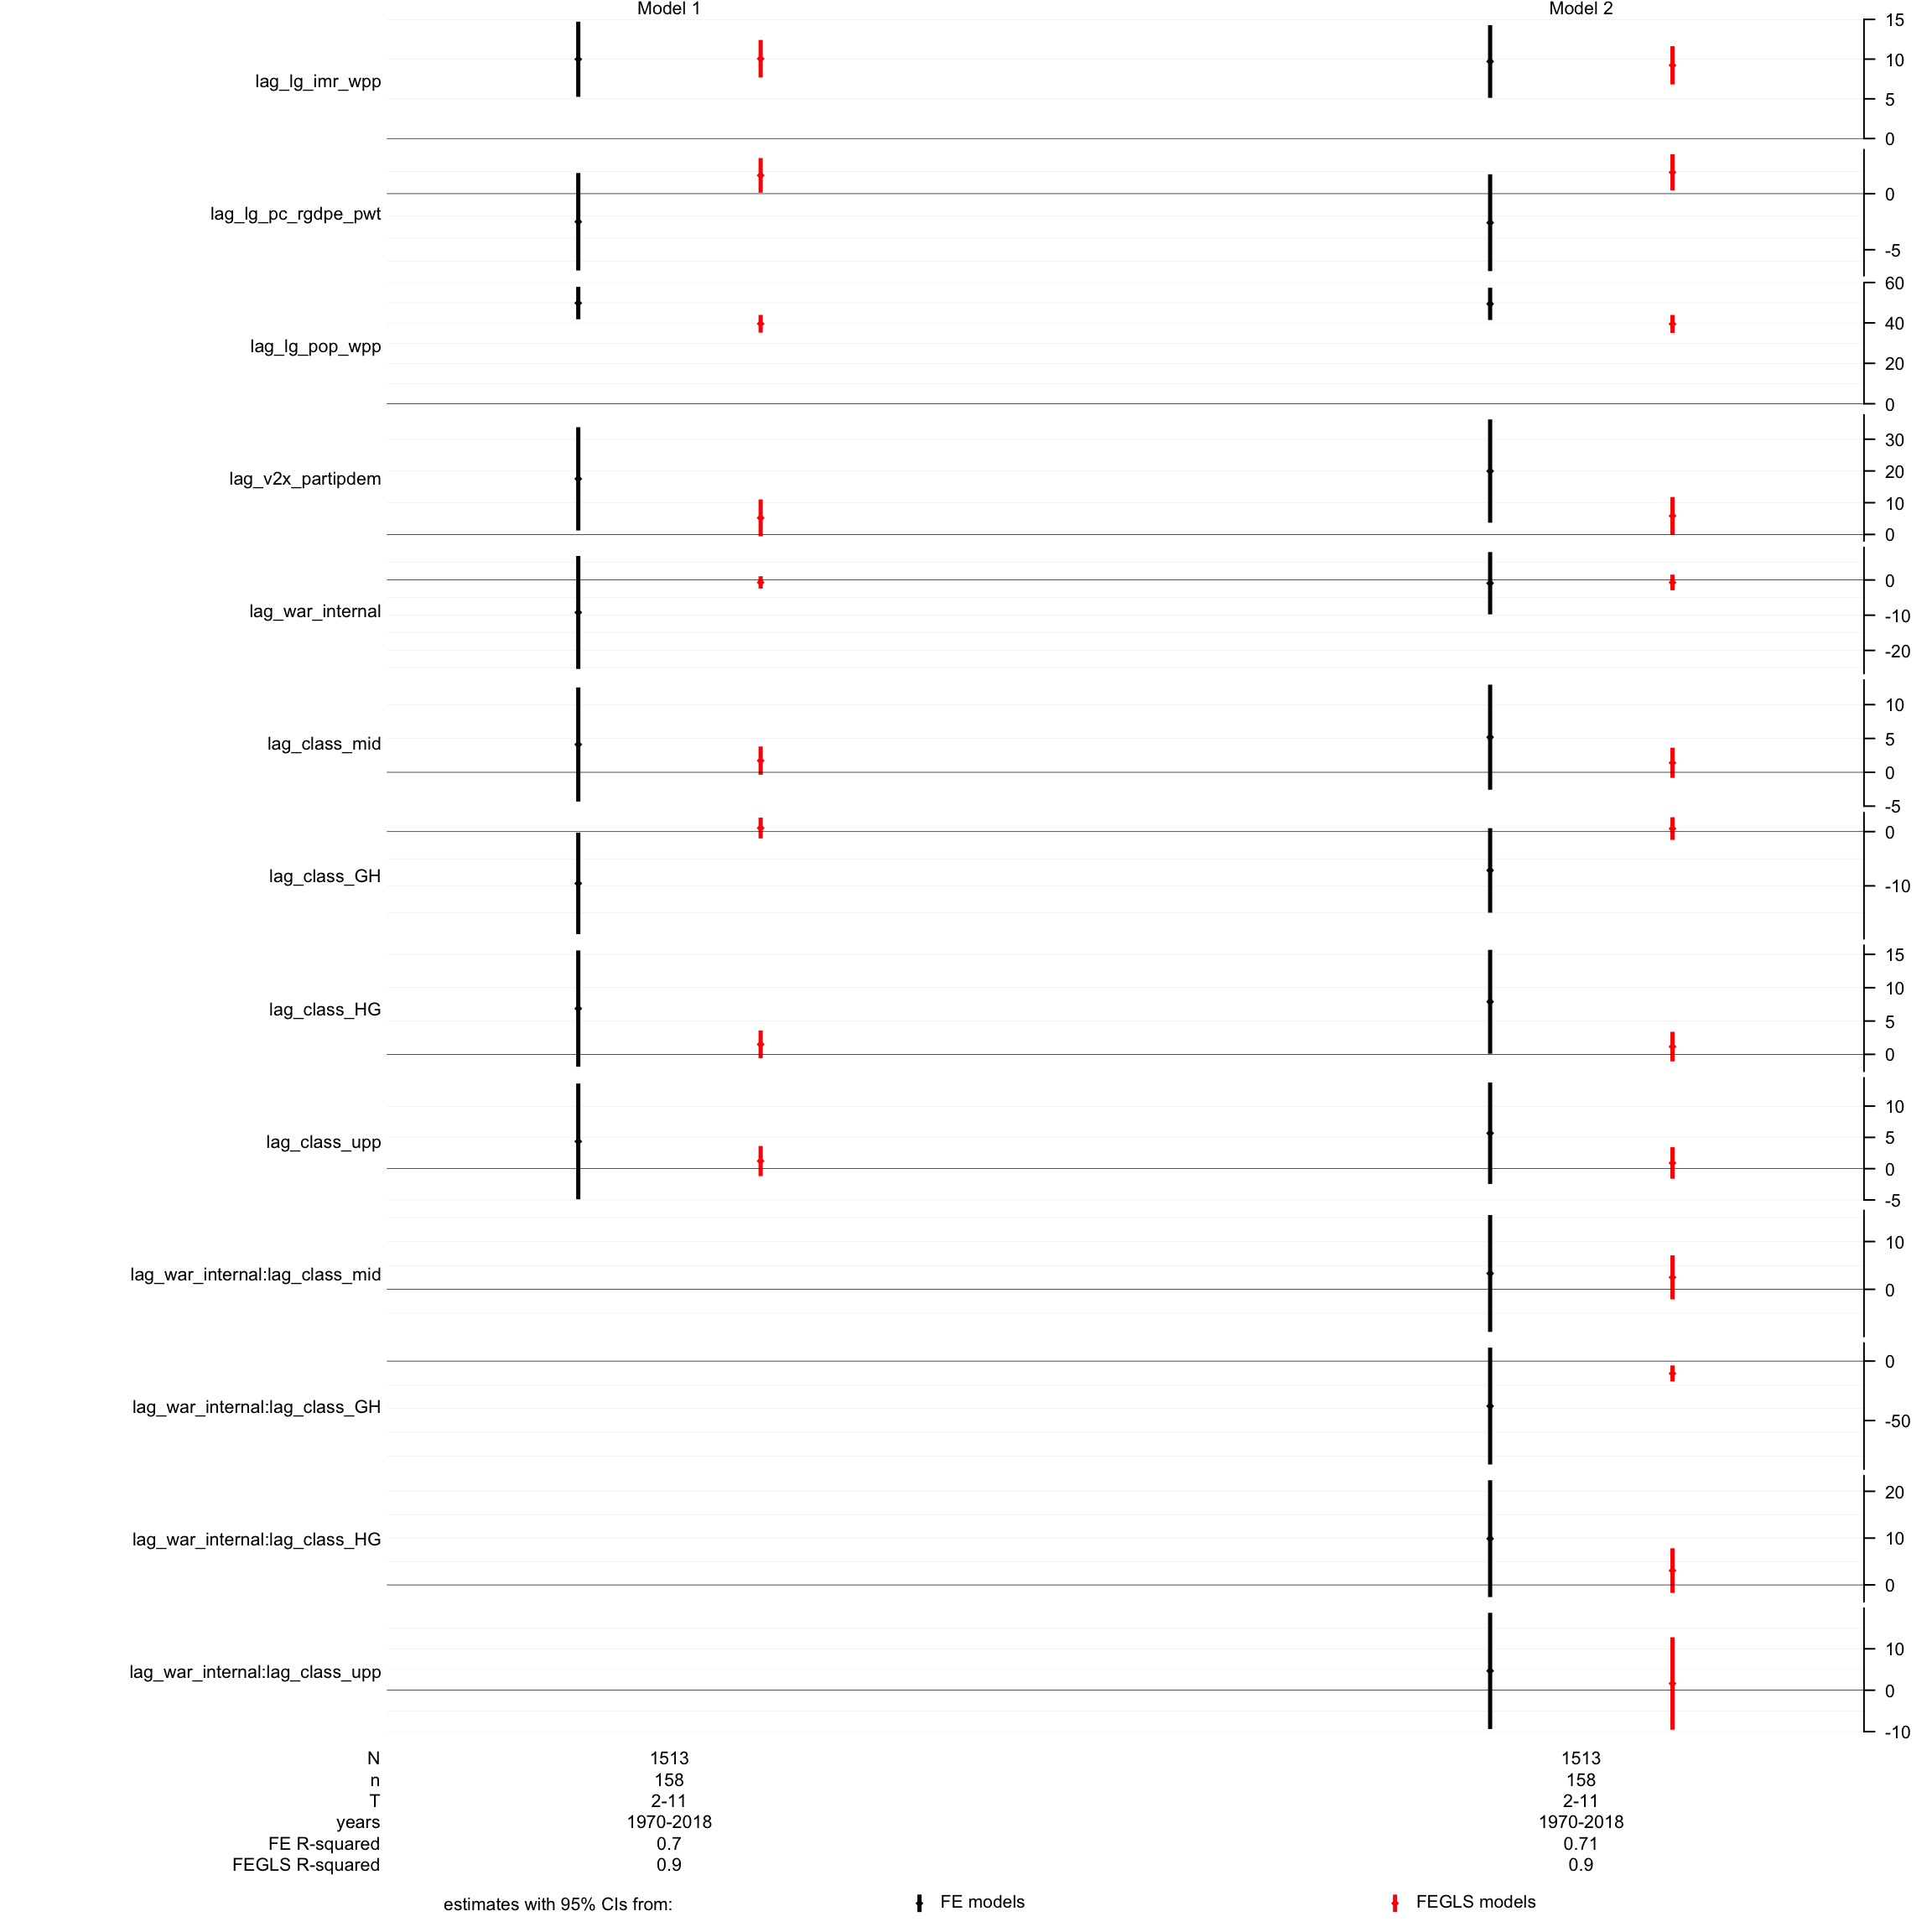 Model 1 Model 2
15
10
lag_lg_imr_wpp
5
0
0
lag_lg_pc_rgdpe_pwt
-5
60
40
lag_lg_pop_wpp
20
0
30
lag_v2x_partipdem
20
10
0
0
lag_war_internal
-10
-20
10
lag_class_mid
5
0
-5
0
lag_class_GH
-10
15
10
lag_class_HG
5
0
10
lag_class_upp
5
0
-5
10
lag_war_internal:lag_class_mid
0
0
lag_war_internal:lag_class_GH
-50
20
lag_war_internal:lag_class_HG
10
0
10
lag_war_internal:lag_class_upp
0
-10
N 1513 1513
n 158 158
T 2-11 2-11
years 1970-2018 1970-2018
FE R-squared 0.7 0.71
FEGLS R-squared 0.9 0.9
estimates with 95% CIs from: FE models FEGLS models